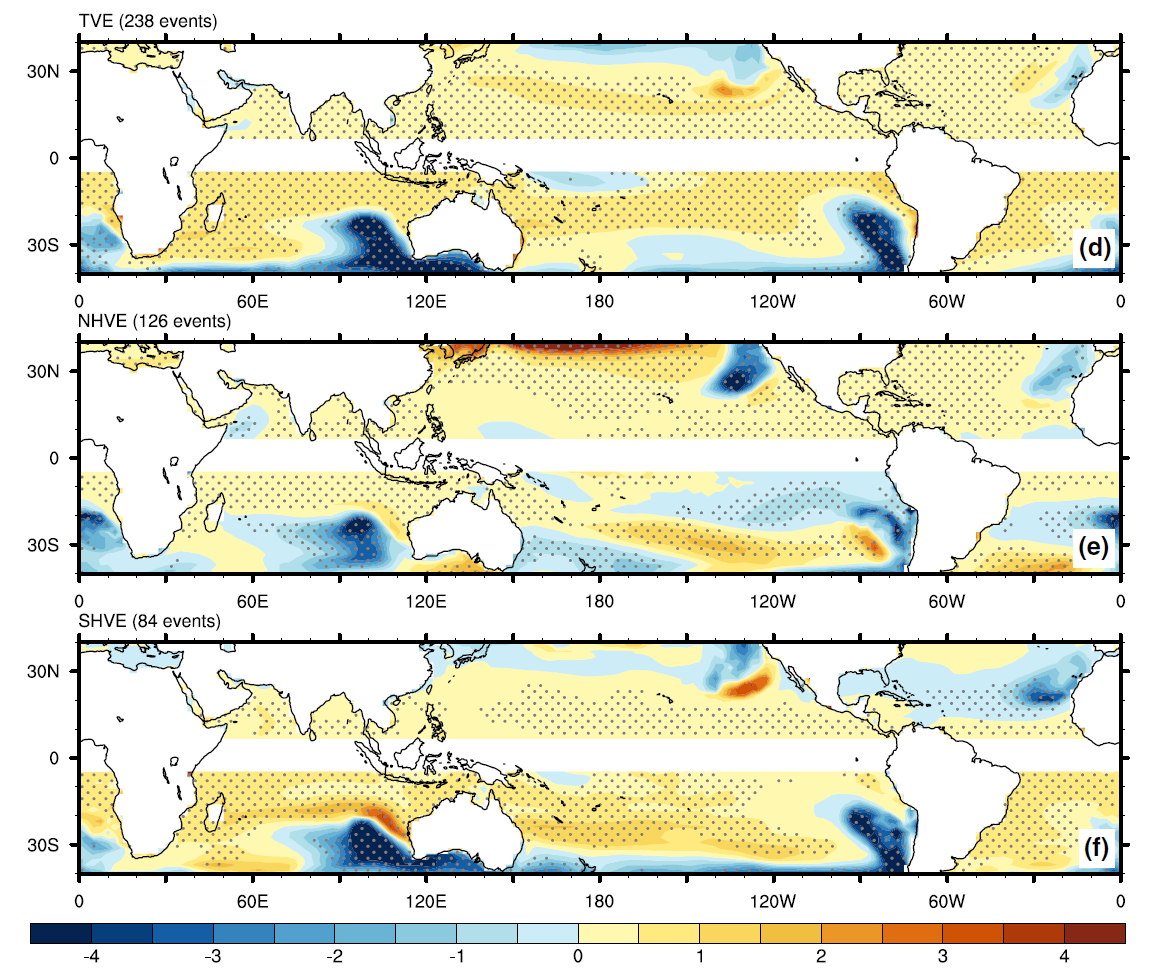 TVE (238 events)
30N
0
30S
(d)
0 60E 120E 180 120W 60W 0
NHVE (126 events)
30N
0
30S
(e)
0 60E 120E 180 120W 60W 0
SHVE (84 events)
30N
0
30S
(f)
0 60E 120E 180 120W 60W 0
-4 -3 -2 -1 0 1 2 3 4